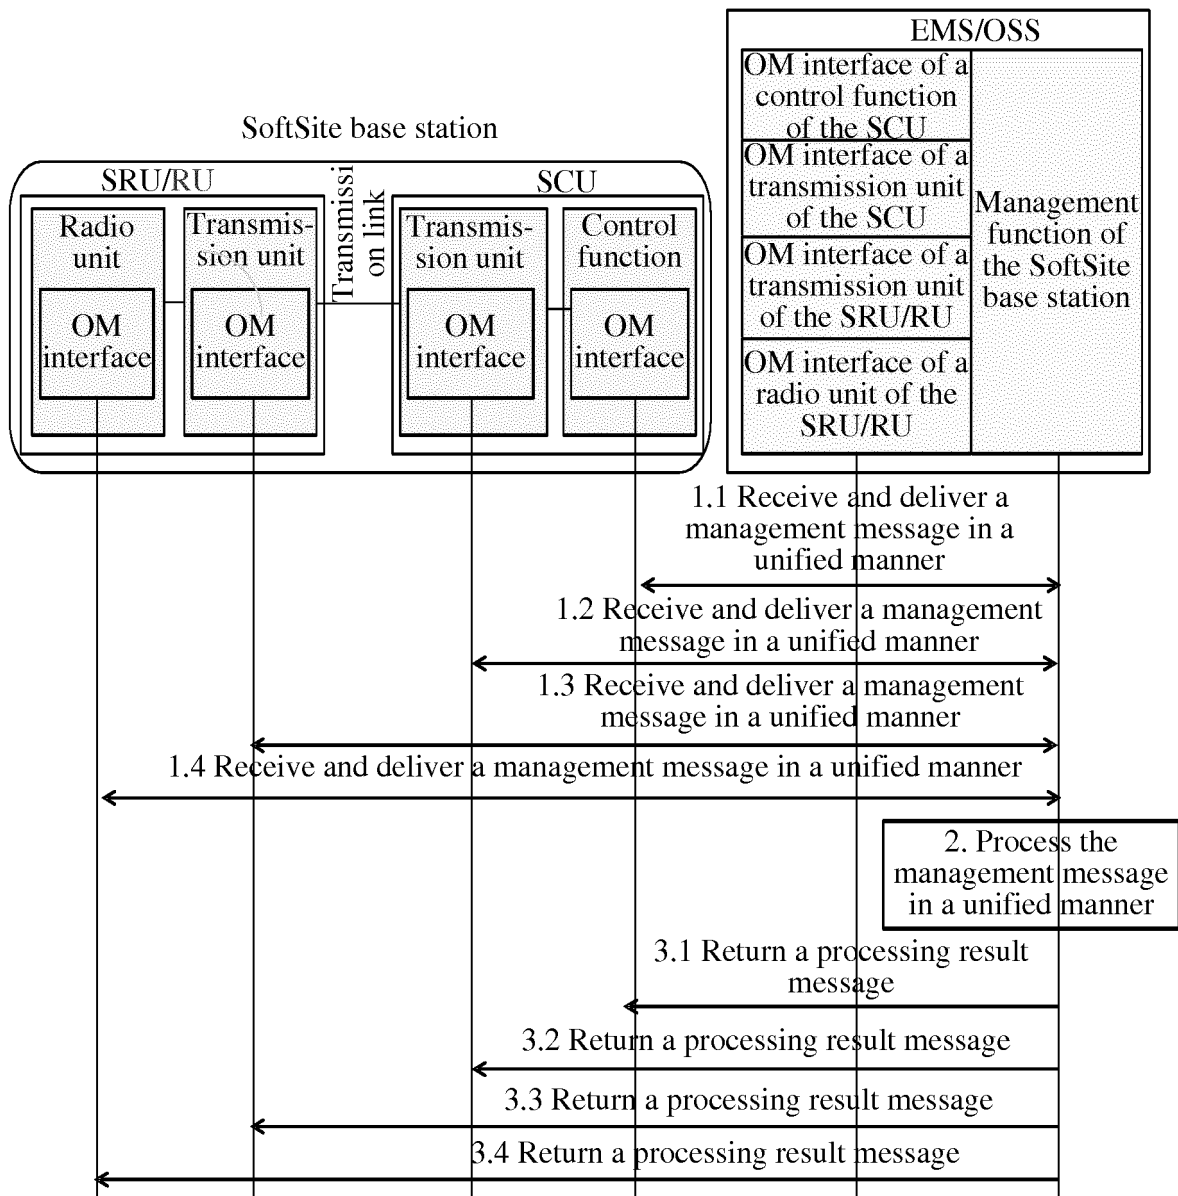 EMS/OSS
OM interface of a
control function
of the SCU
OM interface of a
transmission unit
of the SCU
OM interface of a
transmission unit
of the SRU/RU
OM interface of a
radio unit of the
SRU/RU
Management
function of
the SoftSite
base station
SoftSite base station
SRU/RU
Radio
unit
OM
interface
Transmis-
sion unit
OM
interface
Transmissi
on link
SCU
Transmis-
sion unit
OM
interface
Control
function
OM
interface
1.1 Receive and deliver a
management message in a
unified manner
1.2 Receive and deliver a management
message in a unified manner
1.3 Receive and deliver a management
message in a unified manner
1.4 Receive and deliver a management message in a unified manner
2. Process the
management message
in a unified manner
3.1 Return a processing result
message
3.2 Return a processing result message
3.3 Return a processing result message
3.4 Return a processing result message